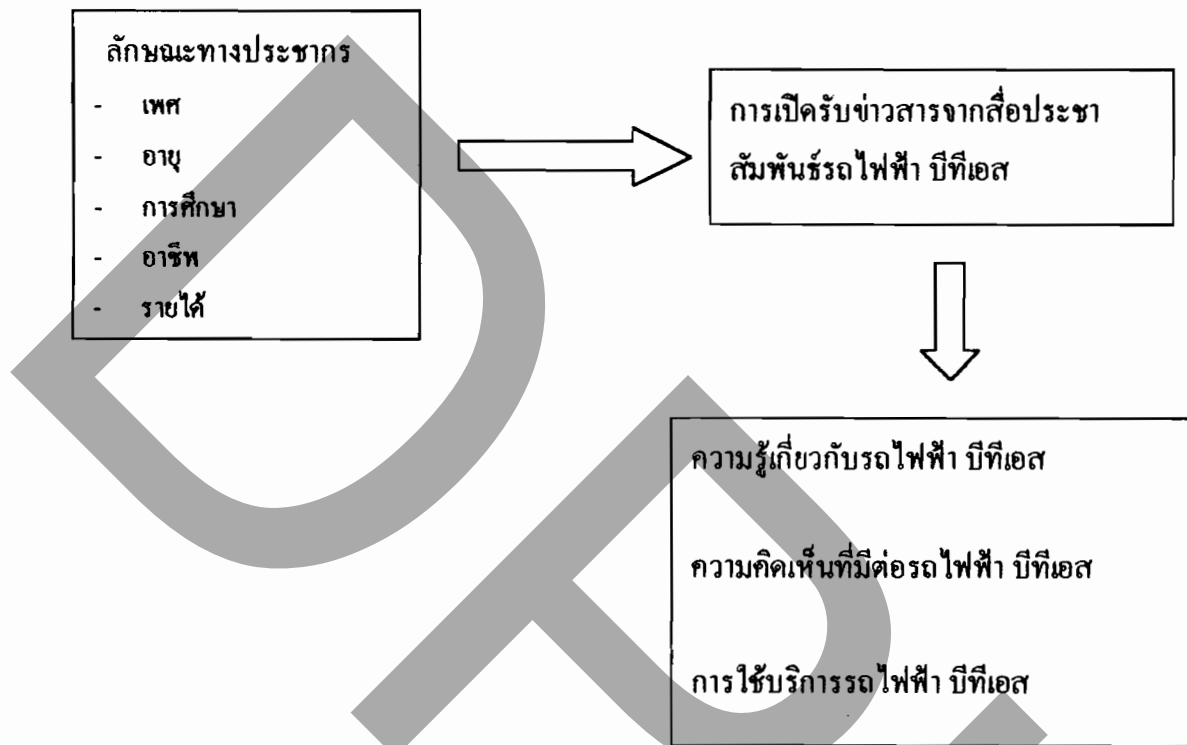 ลักษณะทางประชากร
- เพศ
- อายุ
- การศึกษา
- อาชีพ
- รายได้
การเปิดรับข่าวสารจากสื่อประชา
สัมพันธ์รถไฟฟ้า บีทีเอส
ความรู้เกี่ยวกับรถไฟฟ้า บีทีเอส
ความคิดเห็นที่มีต่อรถไฟฟ้า บีทีเอส
การใช้บริการรถไฟฟ้า บีทีเอส